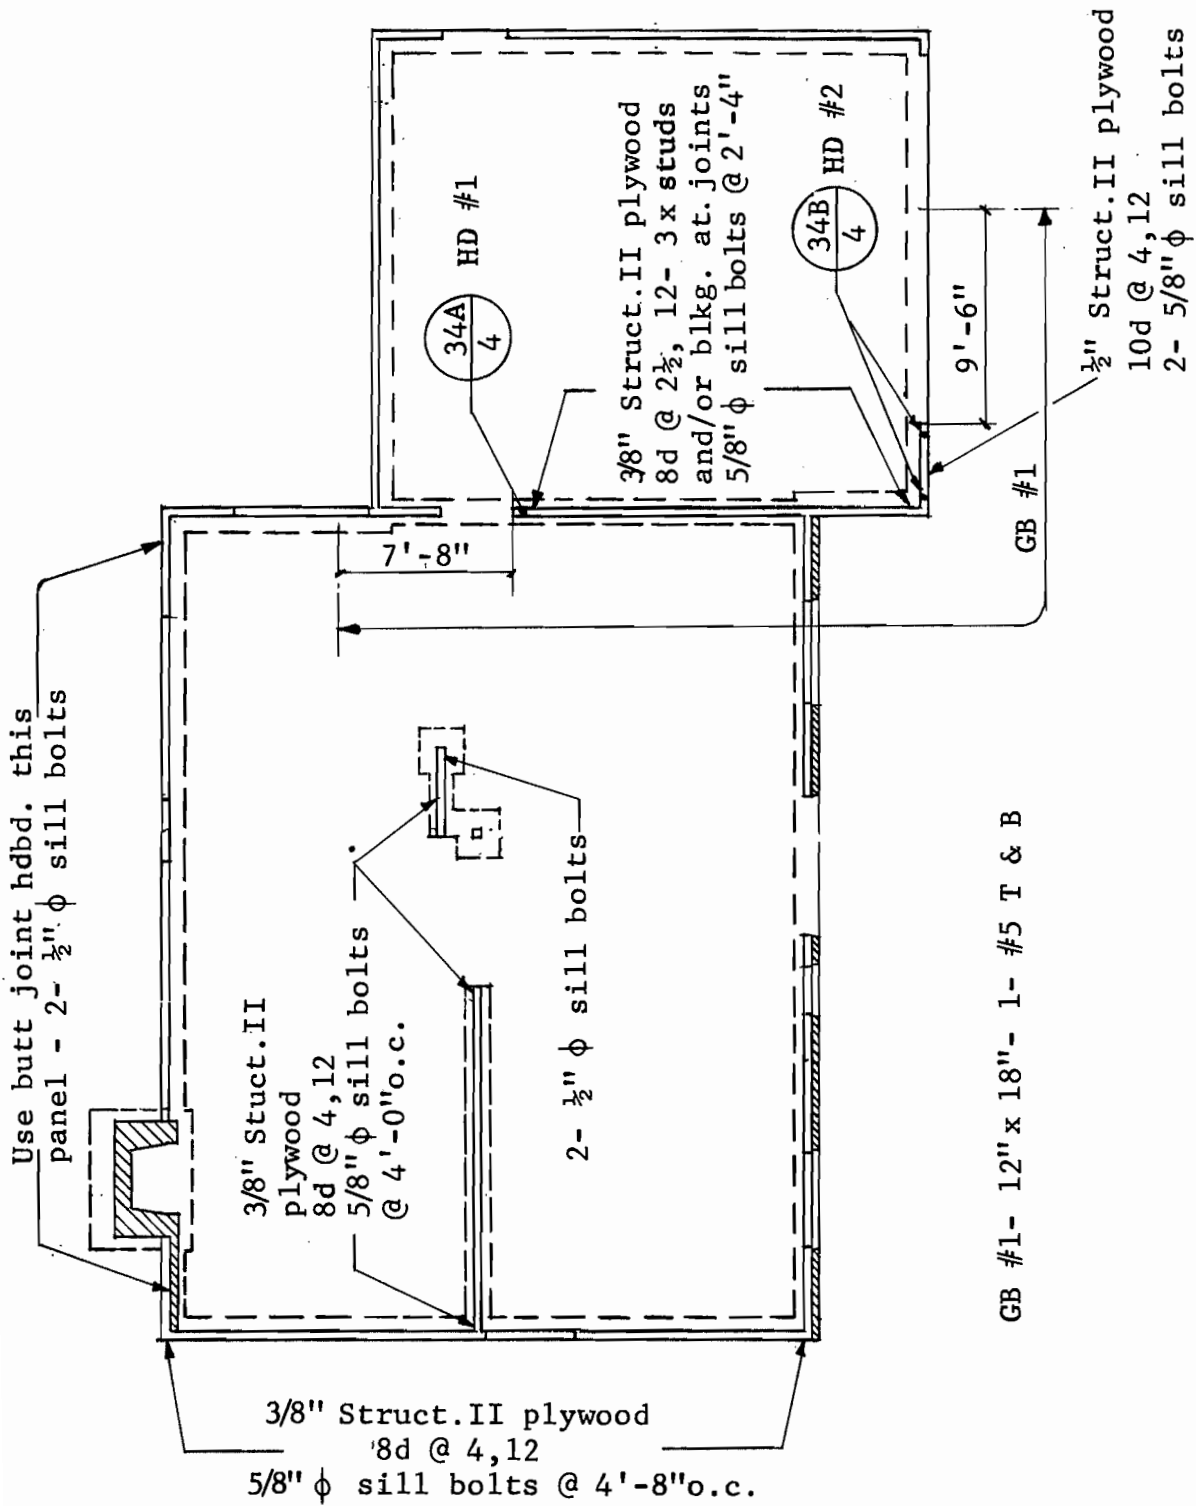 Use butt joint hdbd. this
panel - 2- ½"ϕ sill bolts
3/8" Stuct.II
plywood
8d @ 4,12
5/8"ϕ sill bolts
@ 4'-0"o.c.
2- ½"ϕ sill bolts
7'-8"
34A
4
HD #1
3/8" Struct.II plywood
8d @ 2½, 12- 3x studs
and/or blkg. at.joints
5/8"ϕ sill bolts @ 2'-4"
34B
4
HD #2
9'-6"
GB #1
½" Struct.II plywood
10d @ 4,12
2- 5/8"ϕ sill bolts
GB #1- 12"x 18"- 1- #5 T & B
3/8" Struct.II plywood
8d @ 4,12
5/8"ϕ sill bolts @ 4'-8"o.c.